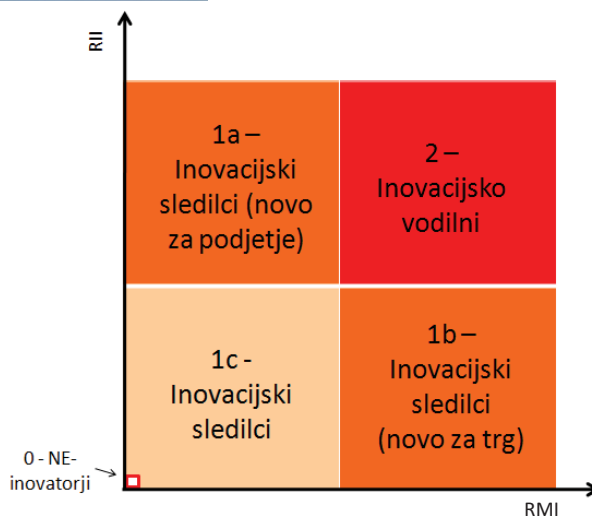 RII
1a –
Inovacijski
sledilci (novo
za podjetje)
2 –
Inovacijsko
vodilni
1c -
Inovacijski
sledilci
1b –
Inovacijski
sledilci
(novo za trg)
0 - NE-
inovatorji
RMI